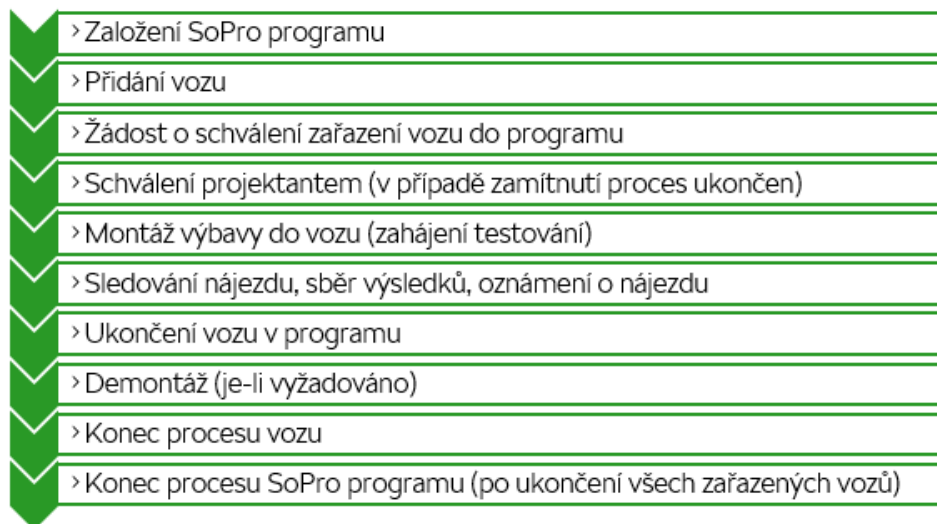 › Založení SoPro programu
› Přidání vozu
› Žádost o schválení zařazení vozu do programu
› Schválení projektantem (v případě zamítnutí proces ukončen)
› Montáž výbavy do vozu (zahájení testování)
› Sledování nájezdu, sběr výsledků, oznámení o nájezdu
› Ukončení vozu v programu
› Demontáž (je-li vyžadováno)
› Konec procesu vozu
› Konec procesu SoPro programu (po ukončení všech zařazených vozů)